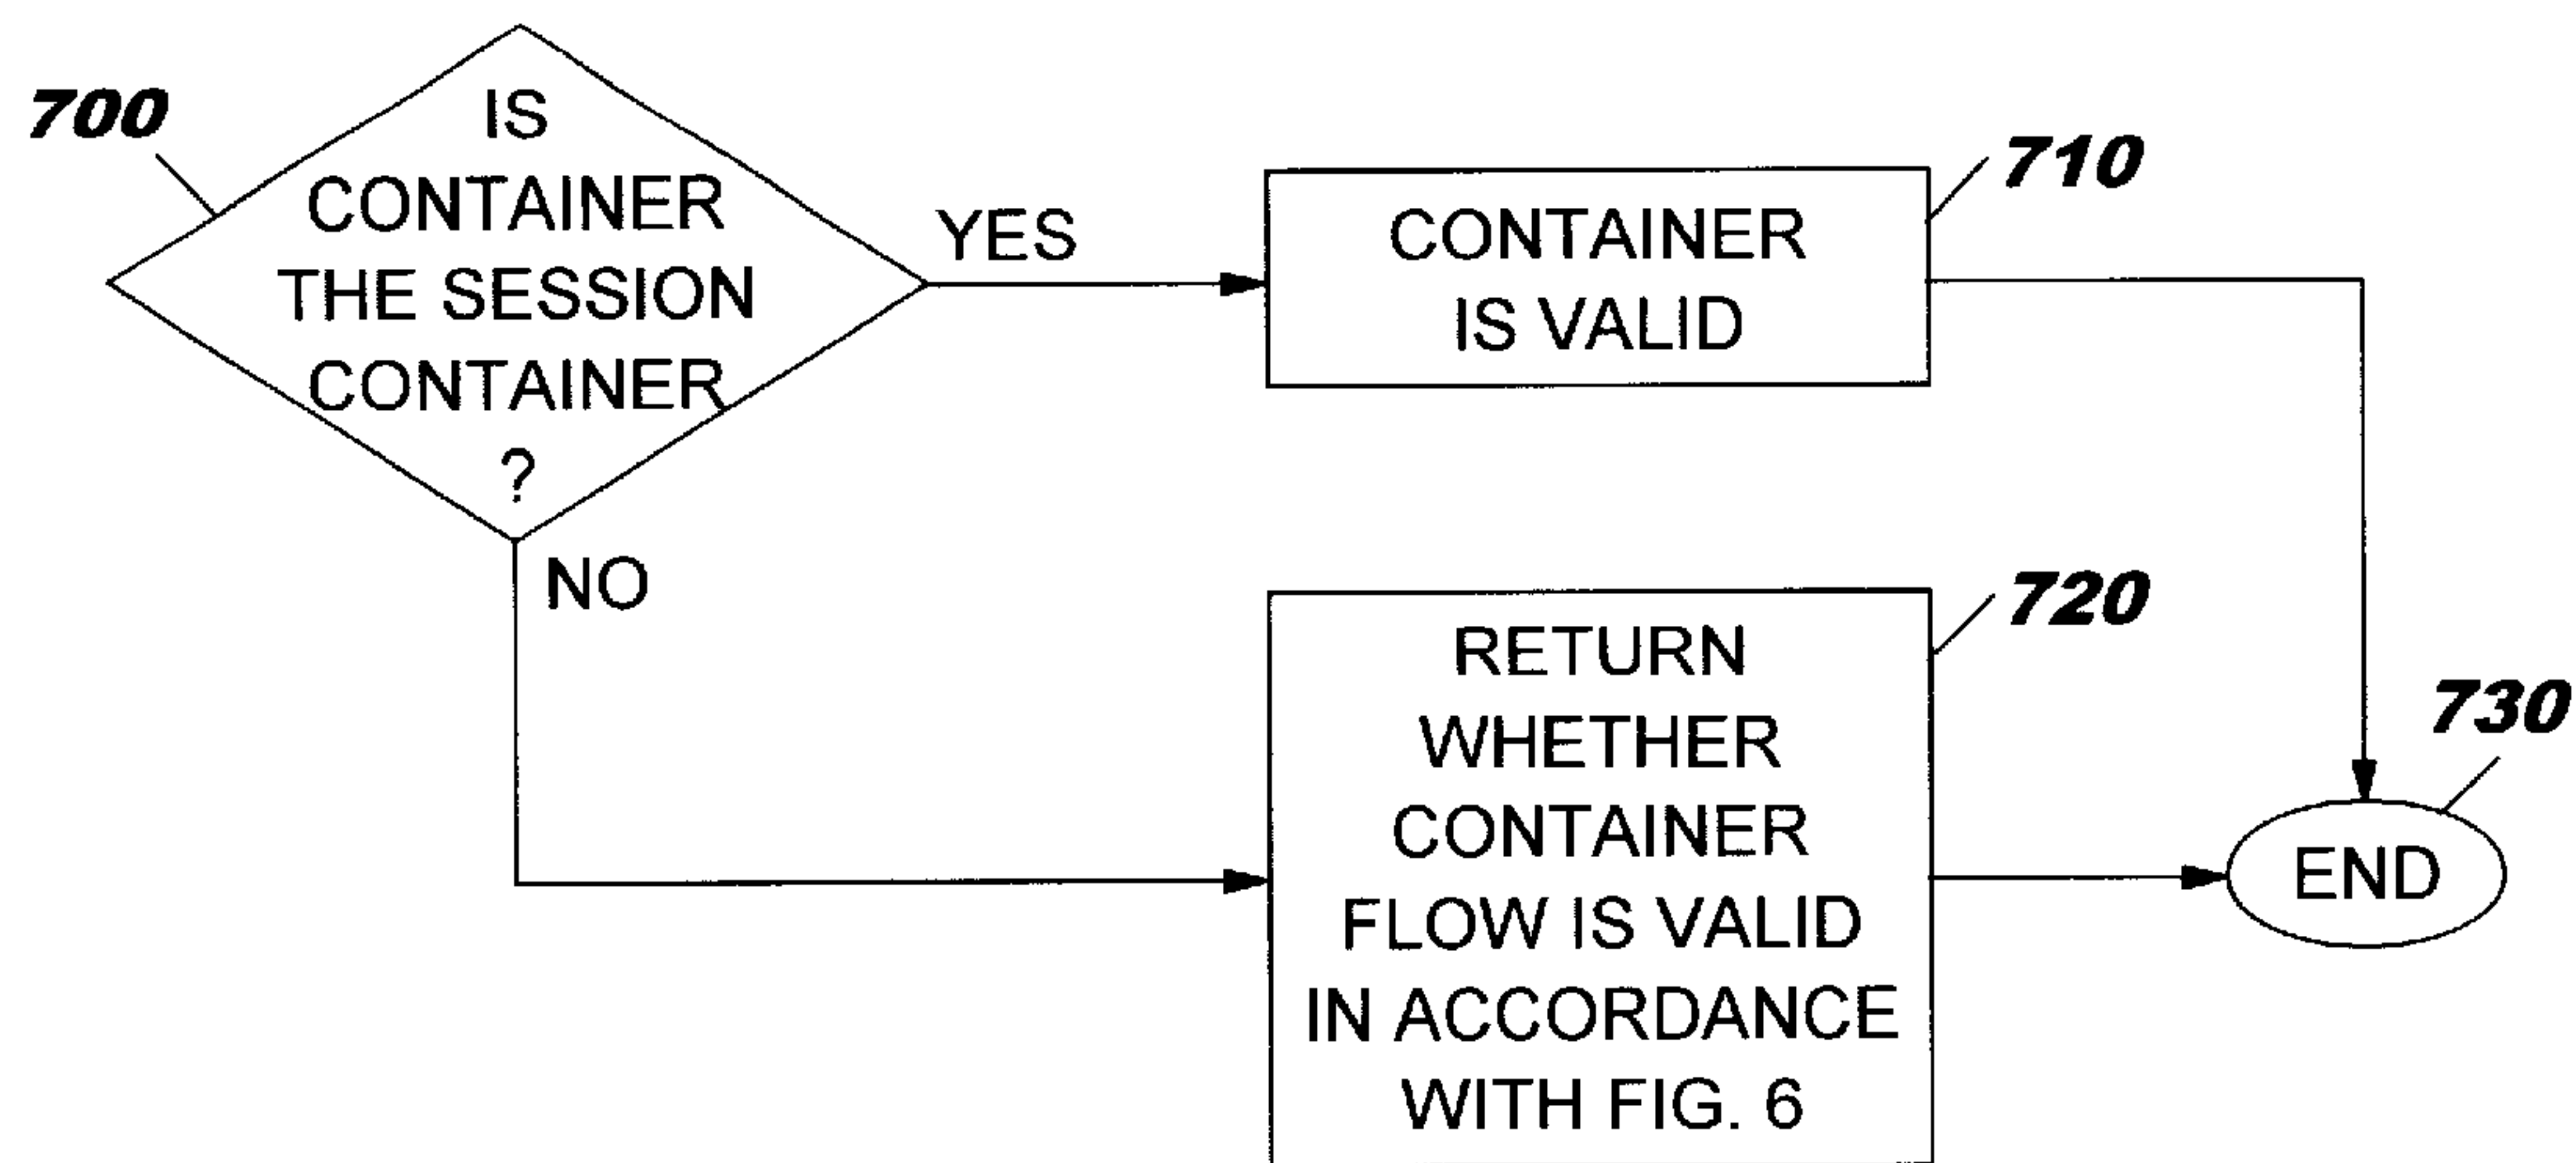 700
IS
CONTAINER
THE SESSION
CONTAINER
?
YES
NO
710
CONTAINER
IS VALID
720
RETURN
WHETHER
CONTAINER
FLOW IS VALID
IN ACCORDANCE
WITH FIG. 6
730
END